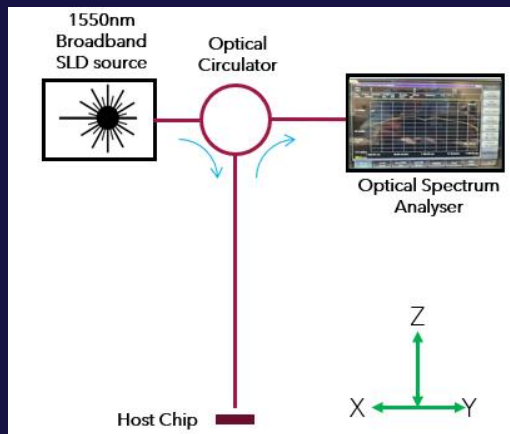 1550nm
Broadband
SLD source
Optical
Circulator
Optical Spectrum
Analyser
Z
X
Y
Host Chip